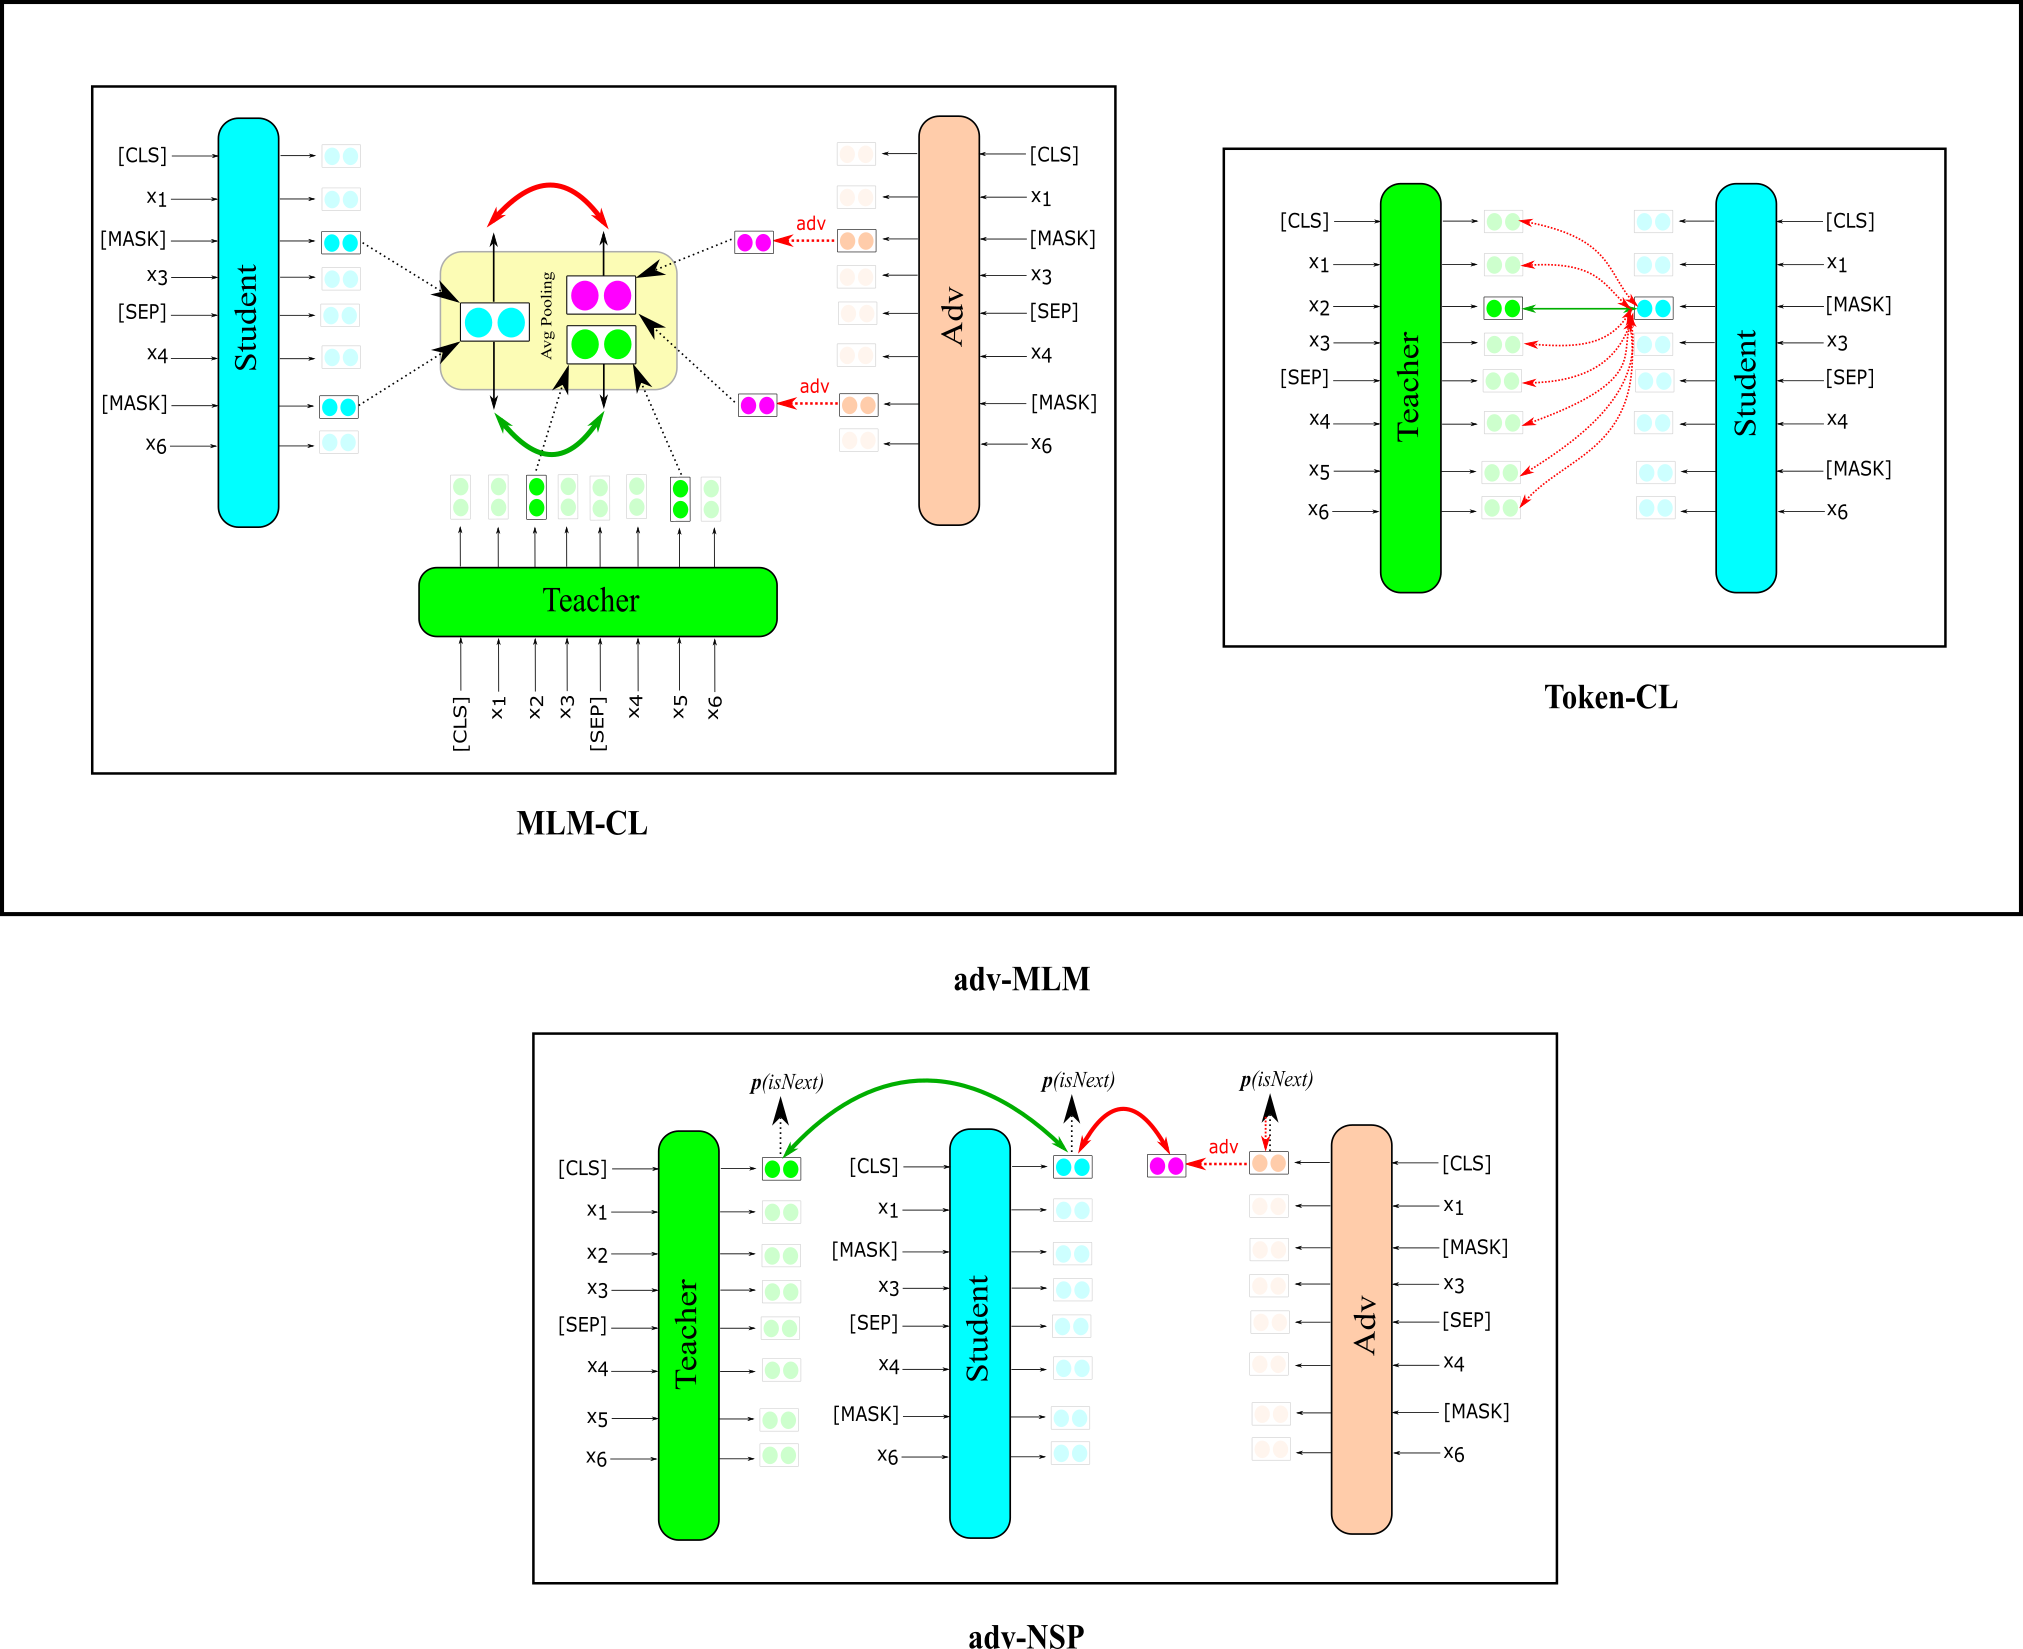 [CLS]
x1
[MASK]
x3
[SEP]
x4
[MASK]
x6
Student
Avg Pooling
adv
adv
Adv
[CLS]
x1
[MASK]
x3
[SEP]
x4
[MASK]
x6
Teacher
[CLS]
x1
x2
x3
[SEP]
x4
x5
x6
MLM-CL
[CLS]
x1
x2
x3
[SEP]
x4
x5
x6
Teacher
Student
[CLS]
x1
[MASK]
x3
[SEP]
x4
[MASK]
x6
Token-CL
adv-MLM
p(isNext)
p(isNext)
p(isNext)
[CLS]
x1
x2
x3
[SEP]
x4
x5
x6
Teacher
[CLS]
x1
[MASK]
x3
[SEP]
x4
[MASK]
x6
Student
adv
Adv
[CLS]
x1
[MASK]
x3
[SEP]
x4
[MASK]
x6
adv-NSP